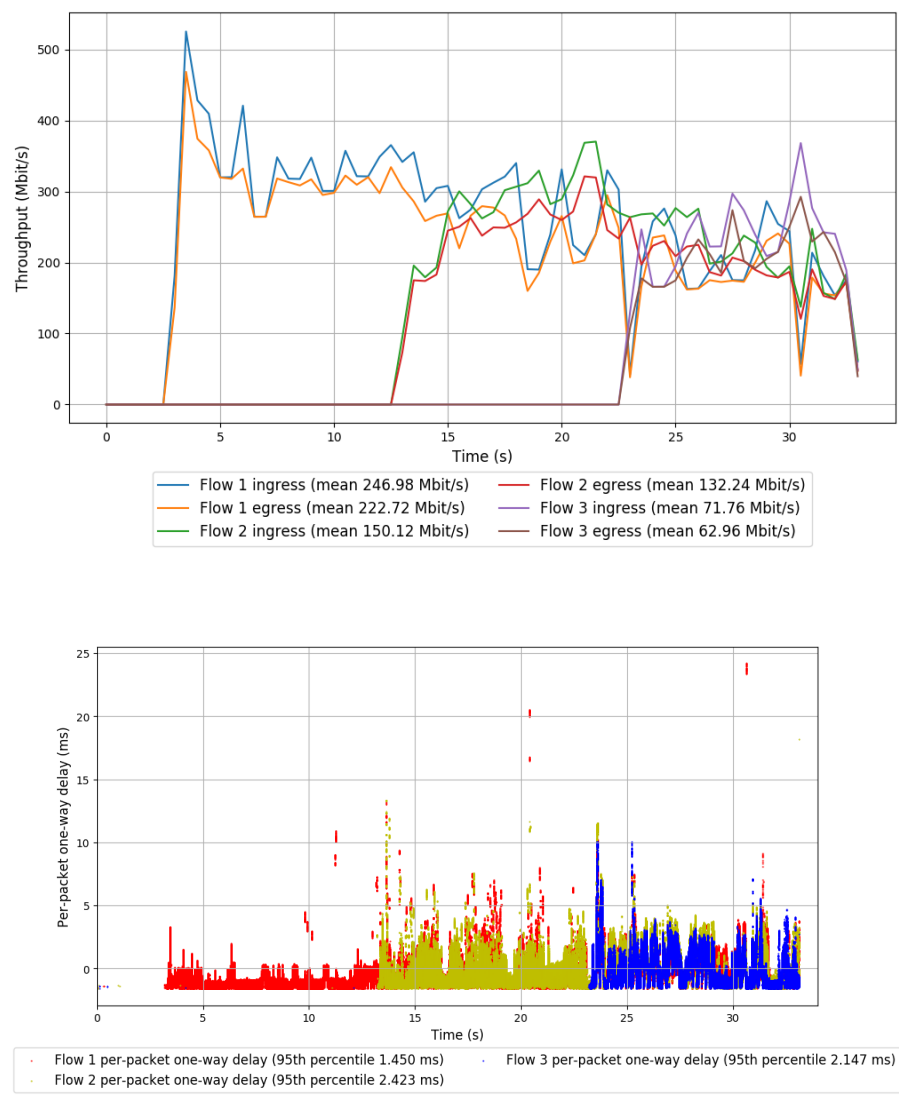 500
400
300
200
100
0
Throughput (Mbit/s)
0 5 10 15 20 25 30
Time (s)
Flow 1 ingress (mean 246.98 Mbit/s) Flow 2 egress (mean 132.24 Mbit/s)
Flow 1 egress (mean 222.72 Mbit/s) Flow 3 ingress (mean 71.76 Mbit/s)
Flow 2 ingress (mean 150.12 Mbit/s) Flow 3 egress (mean 62.96 Mbit/s)
25
20
15
10
5
0
Per-packet one-way delay (ms)
0 5 10 15 20 25 30
Time (s)
Flow 1 per-packet one-way delay (95th percentile 1.450 ms) Flow 3 per-packet one-way delay (95th percentile 2.147 ms)
Flow 2 per-packet one-way delay (95th percentile 2.423 ms)